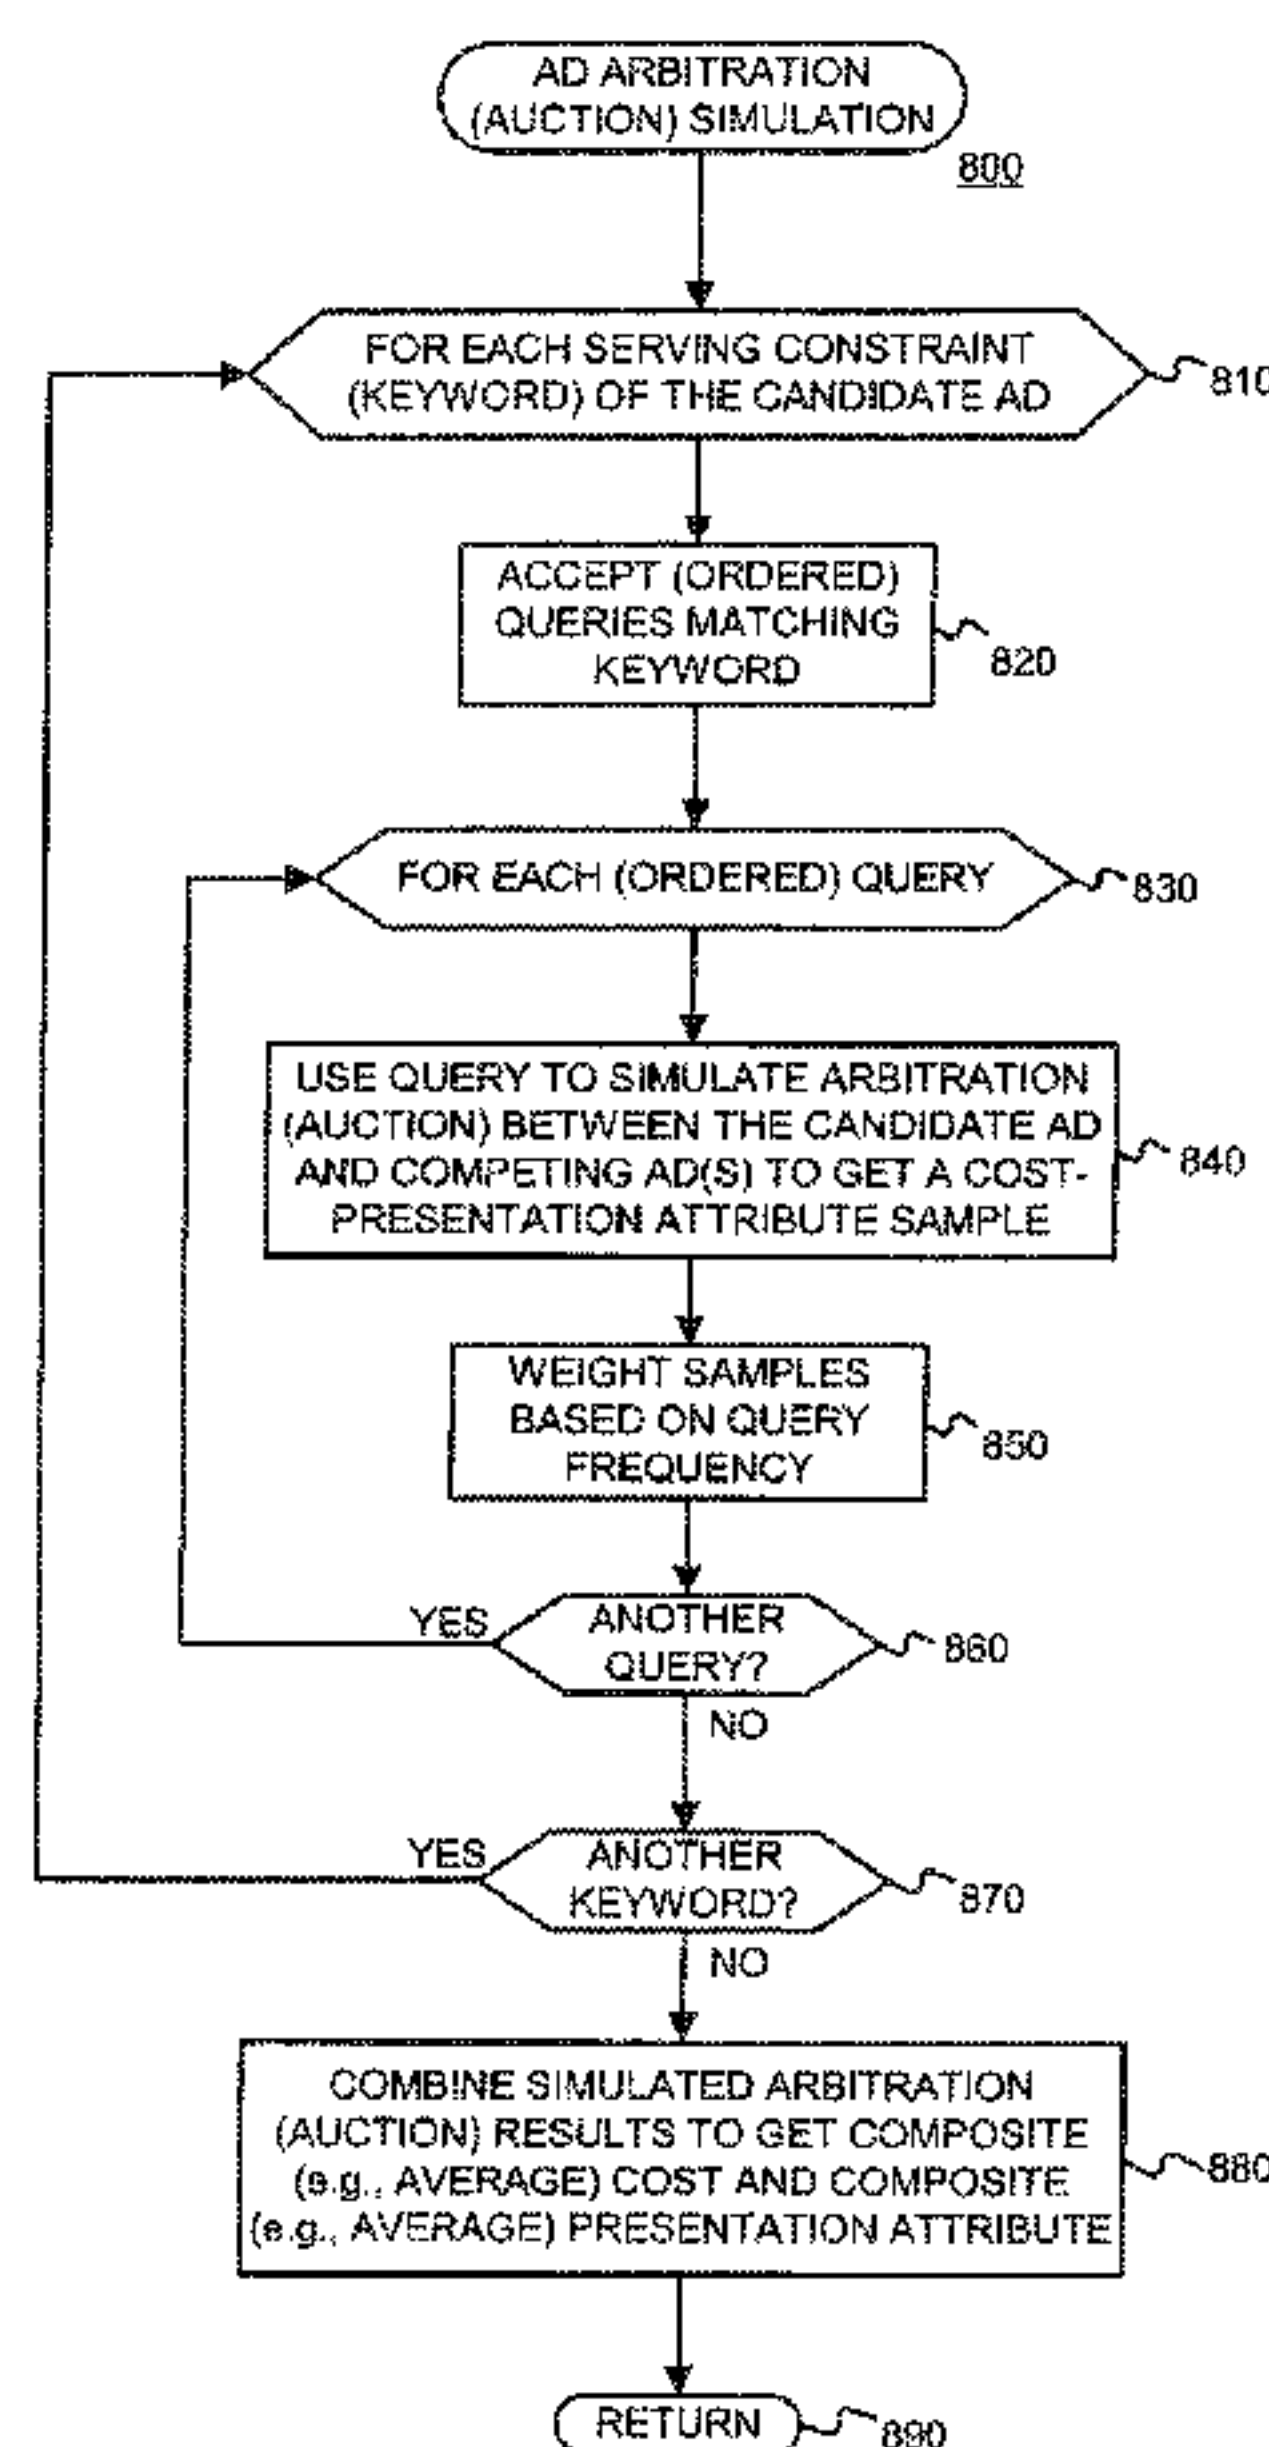 AD ARBITRATION
(AUCTION) SIMULATION
800
FOR EACH SERVING CONSTRAINT
(KEYWORD) OF THE CANDIDATE AD
810
ACCEPT (ORDERED)
QUERIES MATCHING
KEYWORD
820
FOR EACH (ORDERED) QUERY
830
USE QUERY TO SIMULATE ARBITRATION
(AUCTION) BETWEEN THE CANDIDATE AD
AND COMPETING AD(S) TO GET A COST-
PRESENTATION ATTRIBUTE SAMPLE
840
WEIGHT SAMPLES
BASED ON QUERY
FREQUENCY
850
YES
ANOTHER
QUERY?
860
NO
YES
ANOTHER
KEYWORD?
870
NO
COMBINE SIMULATED ARBITRATION
(AUCTION) RESULTS TO GET COMPOSITE
(e.g., AVERAGE) COST AND COMPOSITE
(e.g., AVERAGE) PRESENTATION ATTRIBUTE
880
RETURN
890